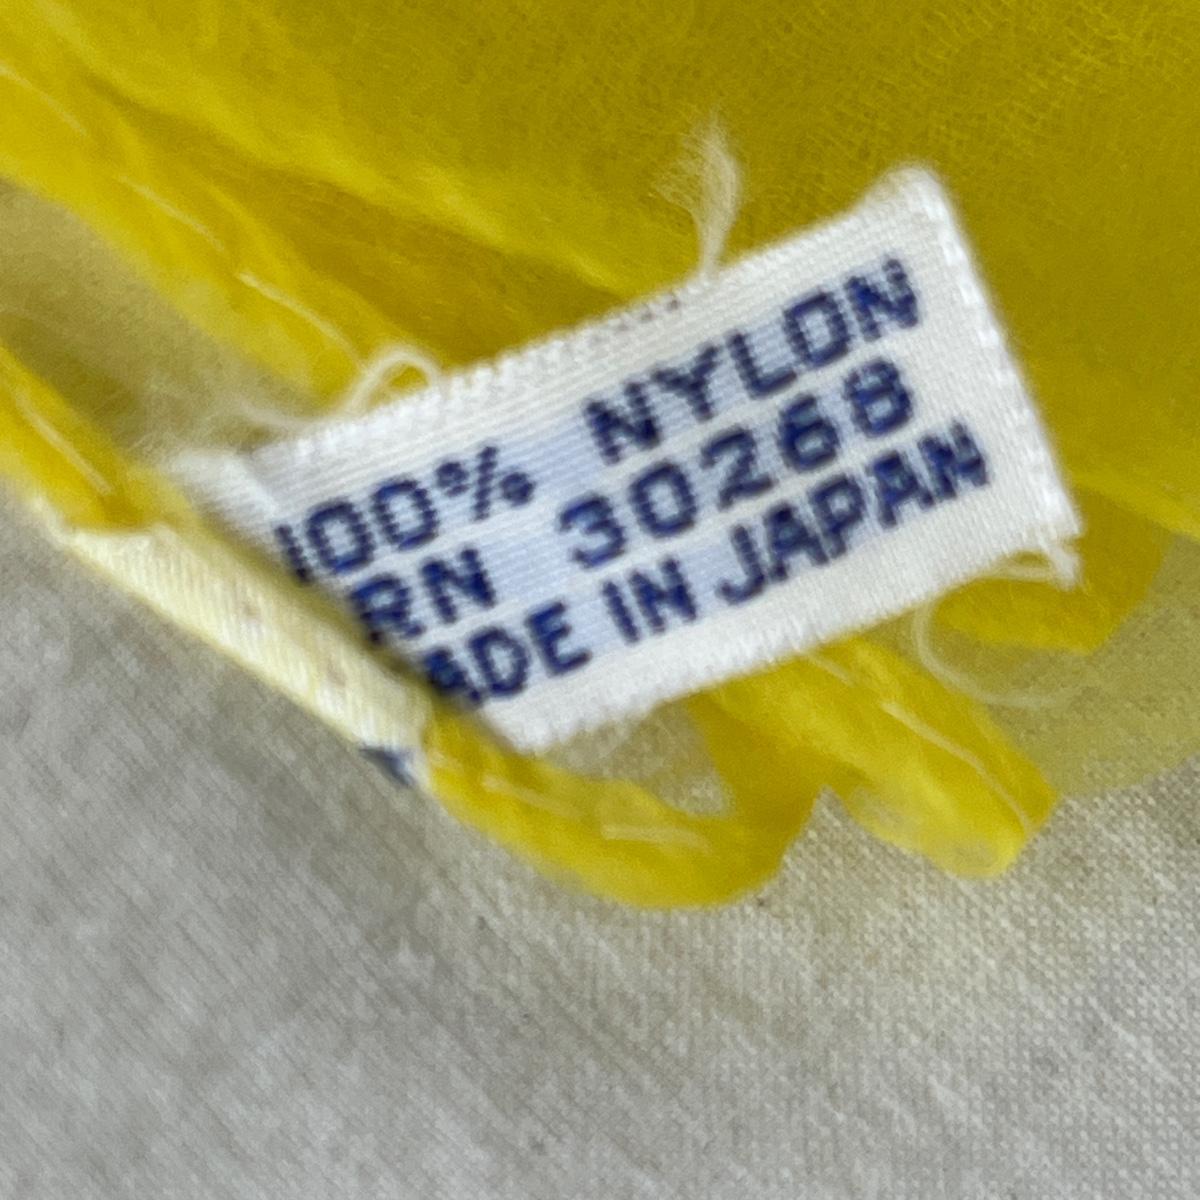 100% NYLON
RN 30268
MADE IN JAPAN